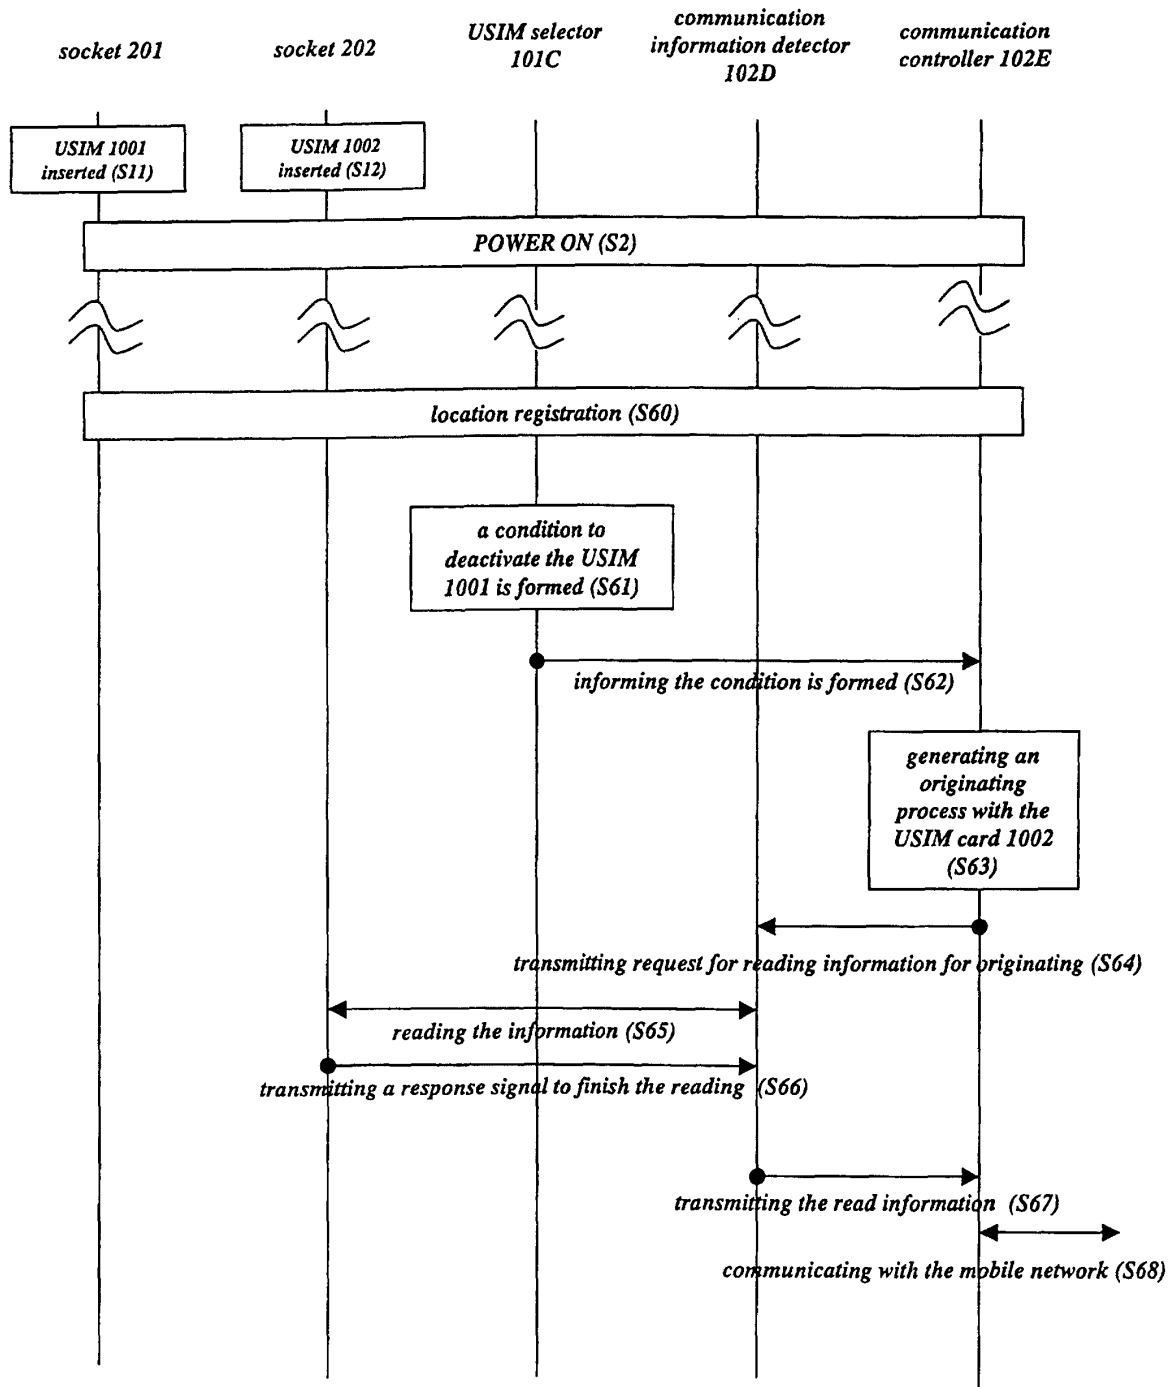 socket 201
socket 202
USIM selector
101C
communication
information detector
102D
communication
controller 102E
USIM 1001
inserted (S11)
USIM 1002
inserted (S12)
POWER ON (S2)
location registration (S60)
a condition to
deactivate the USIM
1001 is formed (S61)
informing the condition is formed (S62)
generating an
originating
process with the
USIM card 1002
(S63)
transmitting request for reading information for originating (S64)
reading the information (S65)
transmitting a response signal to finish the reading (S66)
transmitting the read information (S67)
communicating with the mobile network (S68)